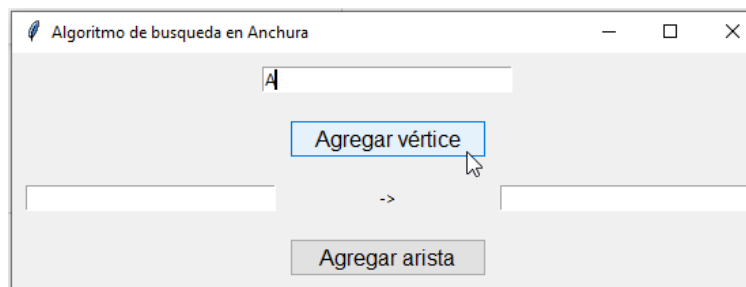 Algoritmo de busqueda en Anchura
A
Agregar vértice
->
Agregar arista